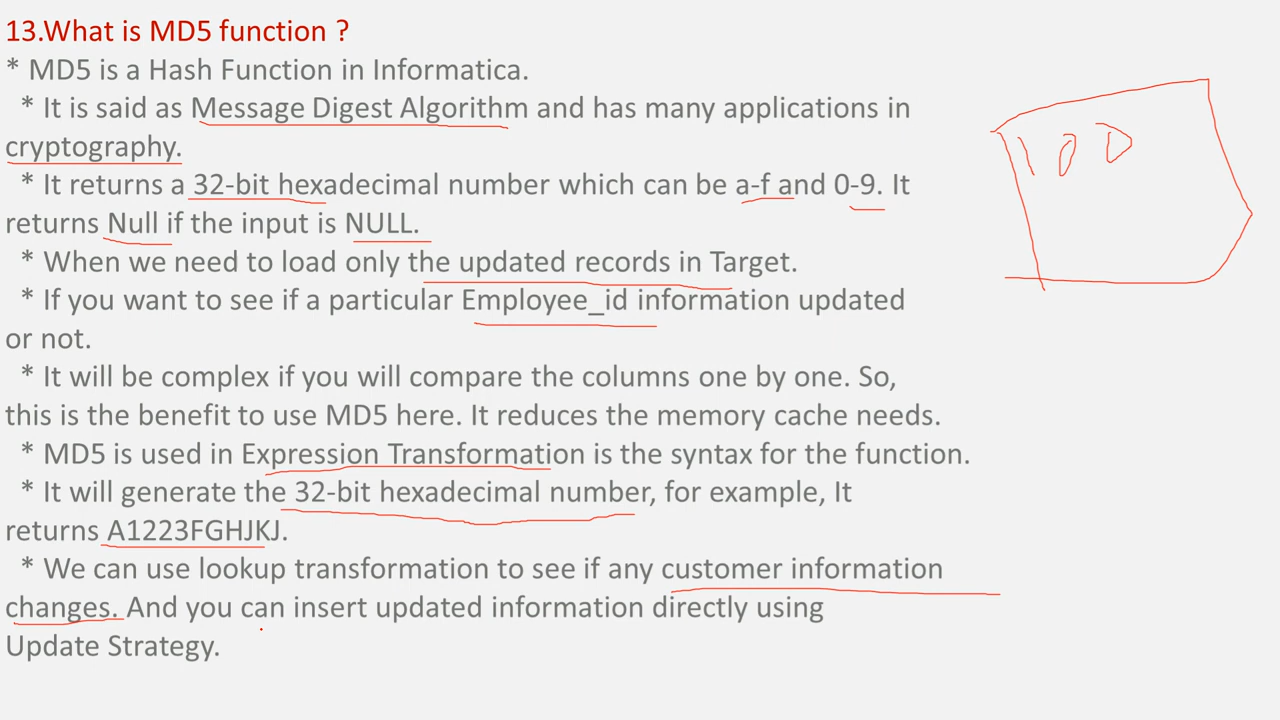 13.What is MD5 function ?
* MD5 is a Hash Function in Informatica.
* It is said as Message Digest Algorithm and has many applications in
cryptography.
* It returns a 32-bit hexadecimal number which can be a-f and 0-9. It
returns Null if the input is NULL.
* When we need to load only the updated records in Target.
* If you want to see if a particular Employee_id information updated
or not.
* It will be complex if you will compare the columns one by one. So,
this is the benefit to use MD5 here. It reduces the memory cache needs.
* MD5 is used in Expression Transformation is the syntax for the function.
* It will generate the 32-bit hexadecimal number, for example, It
returns A1223FGHJKJ.
* We can use lookup transformation to see if any customer information
changes. And you can insert updated information directly using
Update Strategy.
100